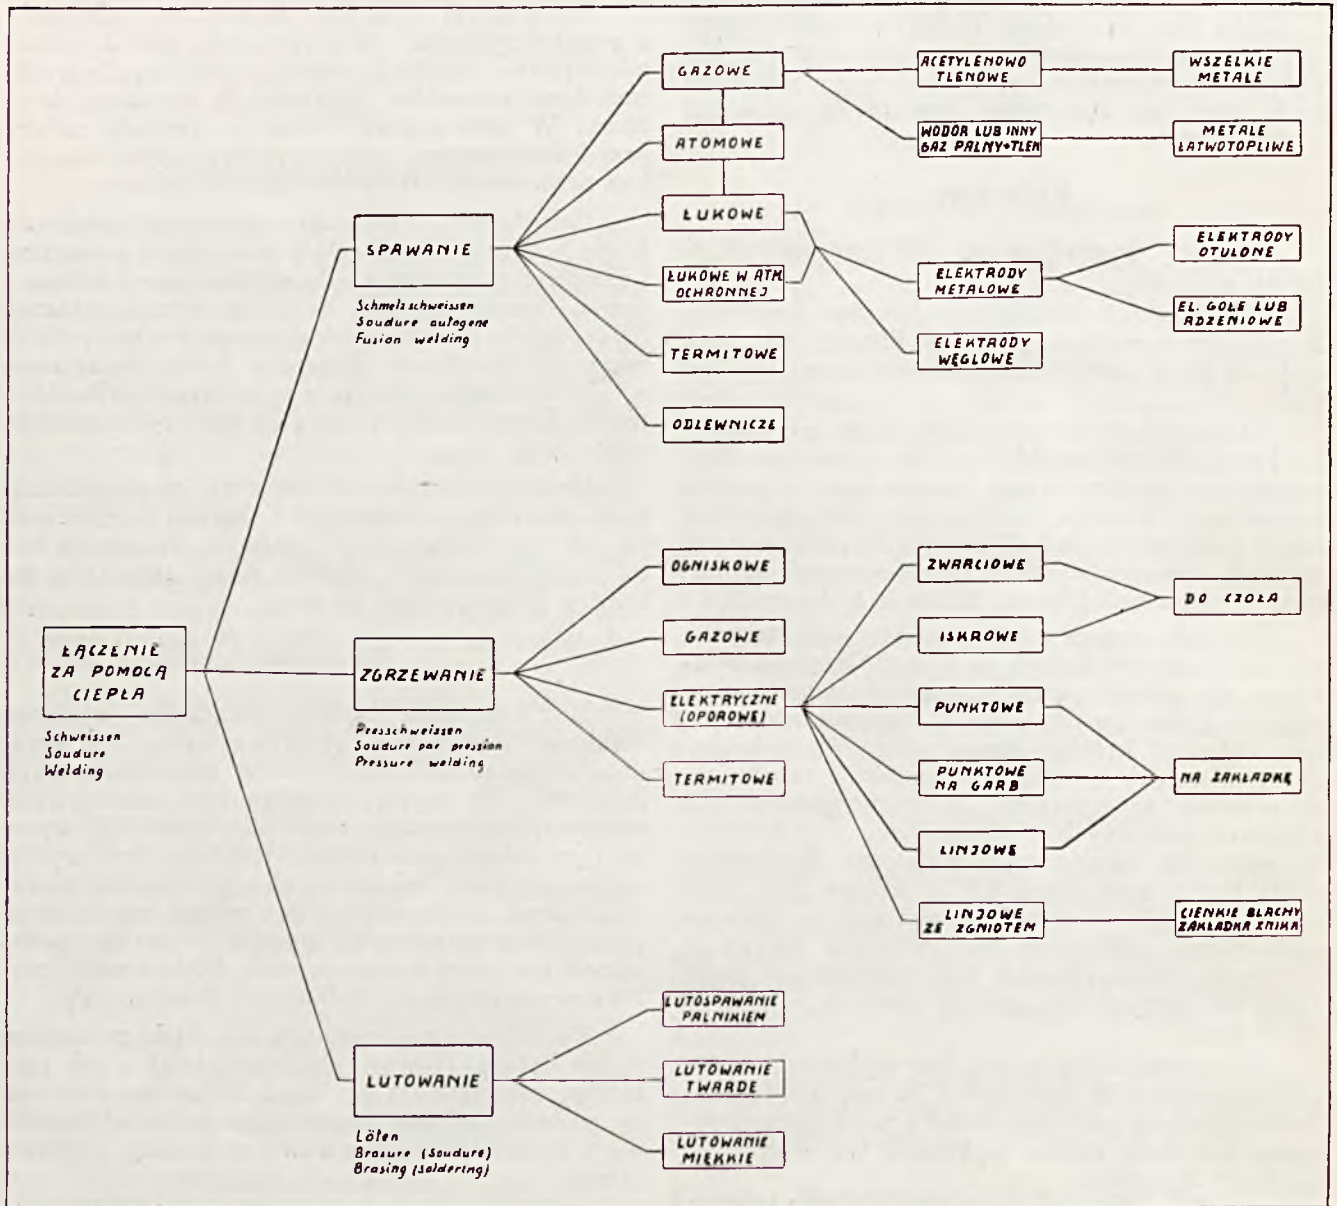 GAZOWE
ACETYLENOWO
TLENOWE
WSZELKIE
METALE
ATOMOWE
WODÓR LUB INNY
GAZ PALNY+TLEN
METALE
ŁATWOTOPLIWE
SPAWANIE
Schmelzschweissen
Soudure autogene
Fusion welding
ŁUKOWE
ŁUKOWE W ATM.
OCHRONNEJ
ELEKTRODY
METALOWE
ELEKTRODY
OTULONE
EL. GOŁE LUB
RDZENIOWE
TERMITOWE
ELEKTRODY
WĘGLOWE
ODLEWNICZE
ŁĄCZENIE
ZA POMOCĄ
CIEPŁA
Schweissen
Soudure
Welding
ZGRZEWANIE
Presschweissen
Soudure par pression
Pressure welding
OGNISKOWE
GAZOWE
ELEKTRYCZNE
(OPOROWE)
TERMITOWE
ZWARCIOWE
ISKROWE
DO CZOŁA
PUNKTOWE
PUNKTOWE
NA GARB
LINJOWE
NA ZAKŁADKĘ
LINJOWE
ZE ZGNIOTEM
CIENKIE BLACHY
ZAKŁADKA ZNIKA
LUTOWANIE
Löten
Brasure (Soudure)
Brasing (soldering)
LUTOSPAWANIE
PALNIKIEM
LUTOWANIE
TWARDE
LUTOWANIE
MIĘKKIE